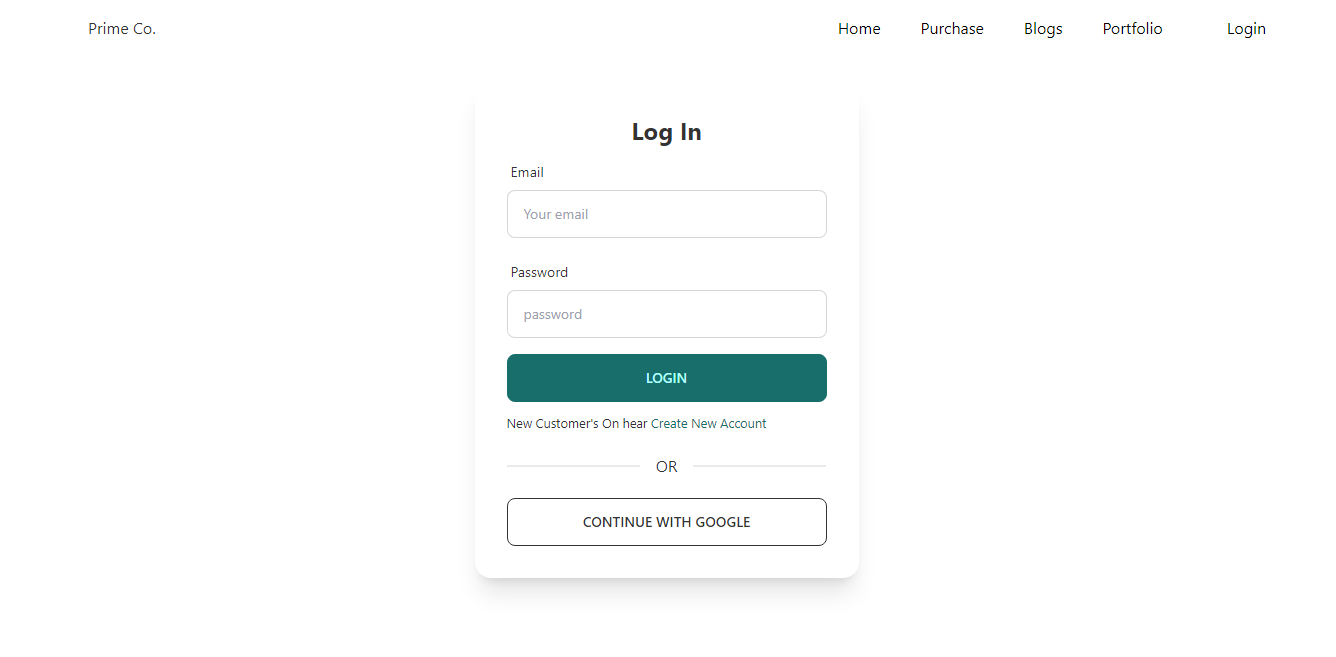 Prime Co. Home Purchase Blogs Portfolio Login
Log In
Email
Your email
Password
password
LOGIN
New Customer's On hear Create New Account
OR
CONTINUE WITH GOOGLE